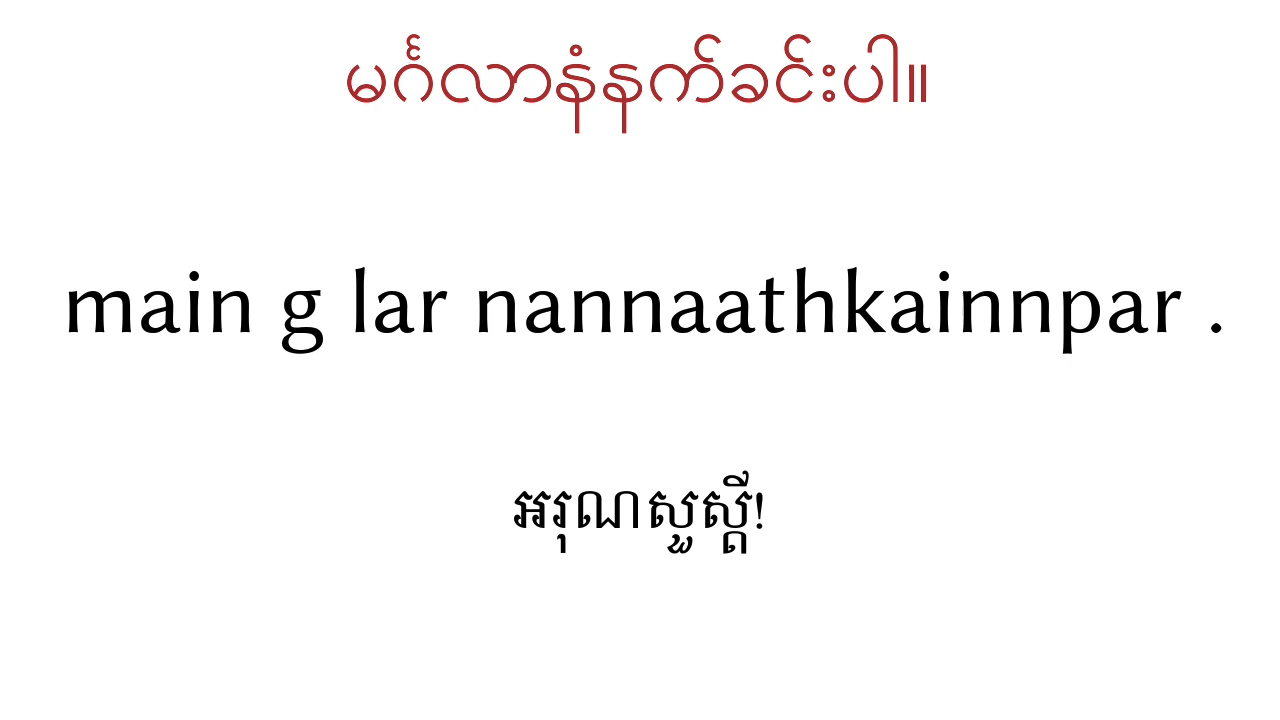 မင်္ဂလာနံနက်ခင်းပါ။
main g lar nannaathkainnpar .
អរុណសួស្តី!